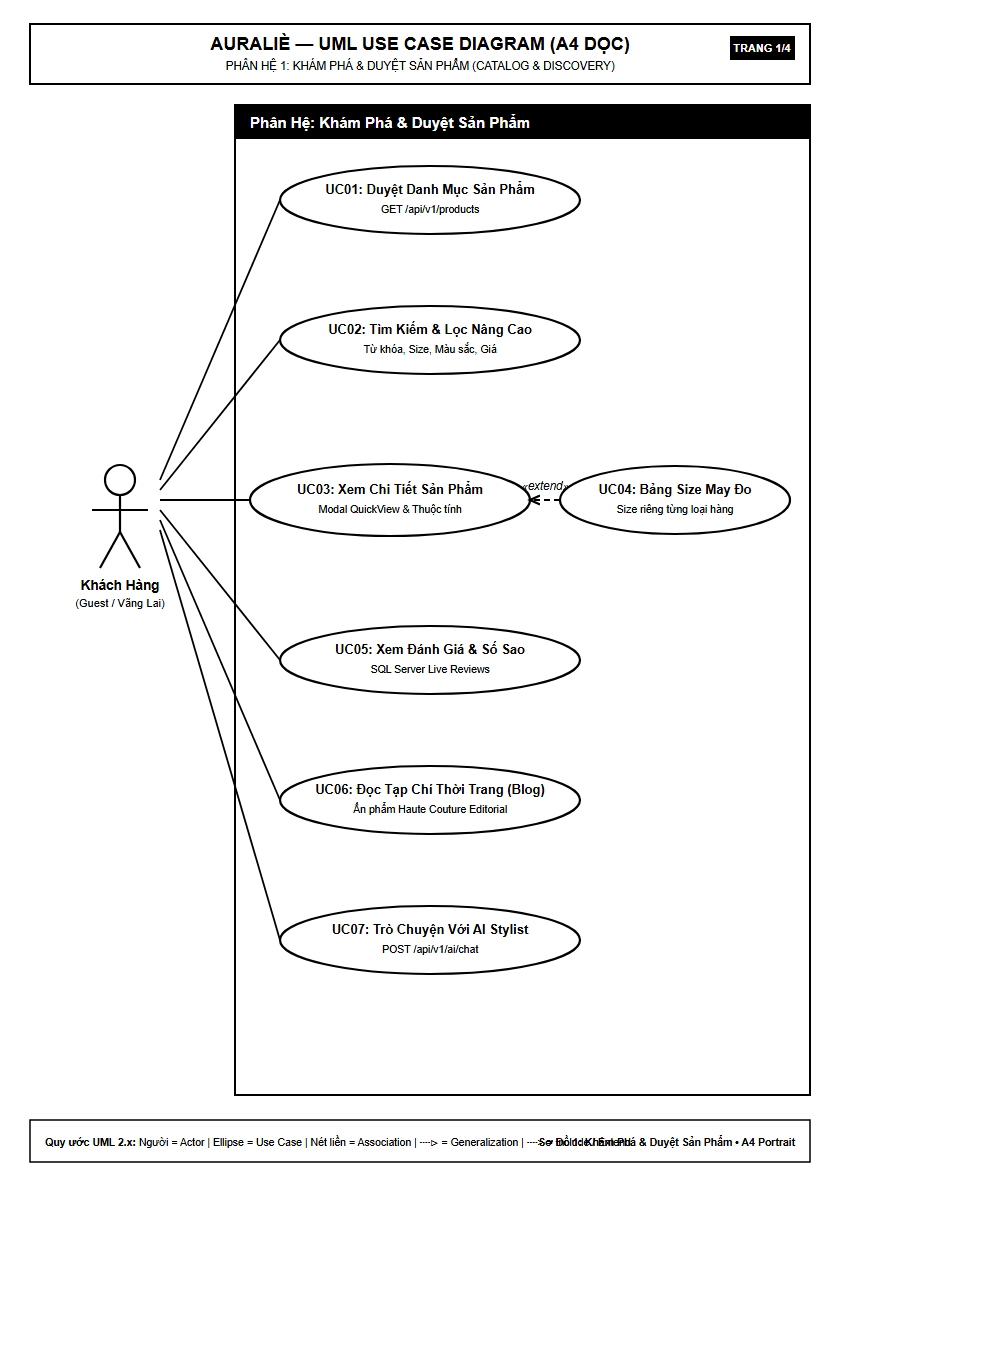 AURALIÈ — UML USE CASE DIAGRAM (A4 DỌC)
PHÂN HỆ 1: KHÁM PHÁ & DUYỆT SẢN PHẨM (CATALOG & DISCOVERY)
TRANG 1/4
Phân Hệ: Khám Phá & Duyệt Sản Phẩm
UC01: Duyệt Danh Mục Sản Phẩm
GET /api/v1/products
UC02: Tìm Kiếm & Lọc Nâng Cao
Từ khóa, Size, Màu sắc, Giá
UC03: Xem Chi Tiết Sản Phẩm
Modal QuickView & Thuộc tính
«extend»
UC04: Bảng Size May Đo
Size riêng từng loại hàng
Khách Hàng
(Guest / Vãng Lai)
UC05: Xem Đánh Giá & Số Sao
SQL Server Live Reviews
UC06: Đọc Tạp Chí Thời Trang (Blog)
Ấn phẩm Haute Couture Editorial
UC07: Trò Chuyện Với AI Stylist
POST /api/v1/ai/chat
Quy ước UML 2.x: Người = Actor | Ellipse = Use Case | Nét liền = Association | ----▷ = Generalization |
Sơ Đồ 1: Khám Phá & Duyệt Sản Phẩm • A4 Portrait